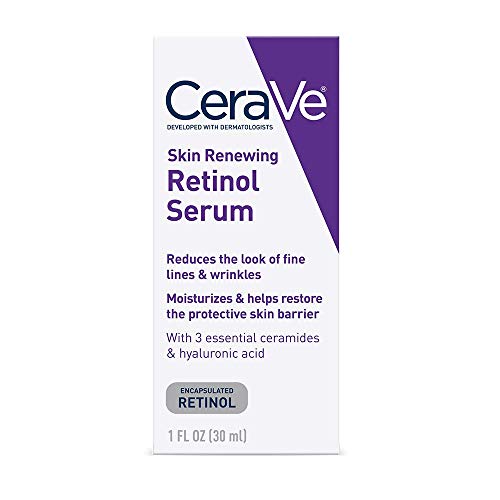 CeraVe®
DEVELOPED WITH DERMATOLOGISTS
Skin Renewing
Retinol
Serum
Reduces the look of fine
lines & wrinkles
Moisturizes & helps restore
the protective skin barrier
With 3 essential ceramides
& hyaluronic acid
ENCAPSULATED
RETINOL
1 FL OZ (30 ml)